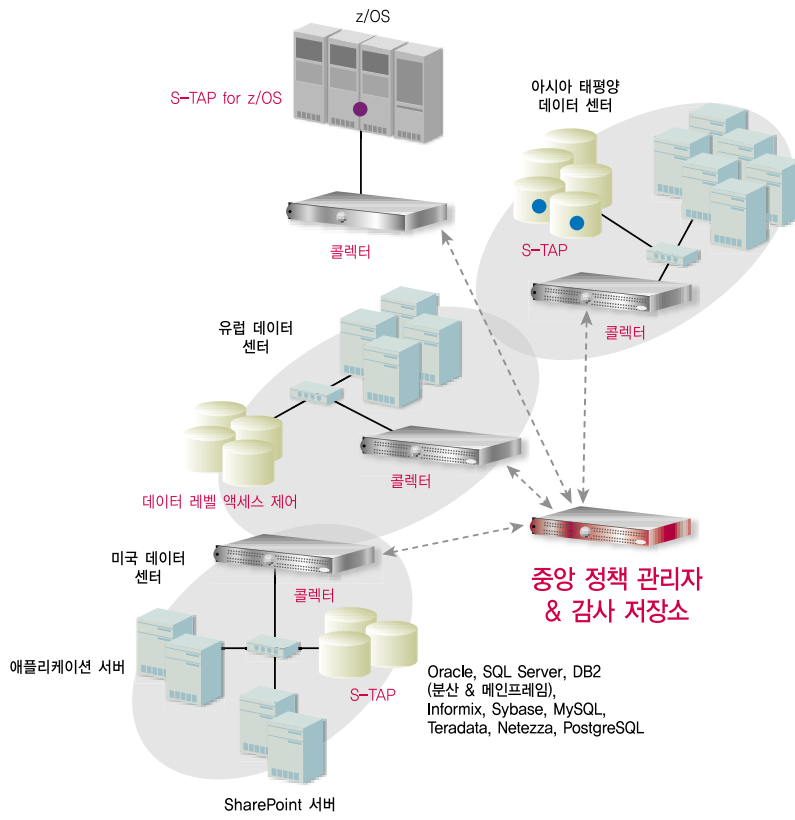 z/OS
S-TAP for z/OS
콜렉터
아시아 태평양
데이터 센터
S-TAP
콜렉터
유럽 데이터
센터
데이터 레벨 액세스 제어
콜렉터
중앙 정책 관리자
& 감사 저장소
미국 데이터
센터
콜렉터
애플리케이션 서버
S-TAP
SharePoint 서버
Oracle, SQL Server, DB2
(분산 & 메인프레임),
Informix, Sybase, MySQL,
Teradata, Netezza, PostgreSQL